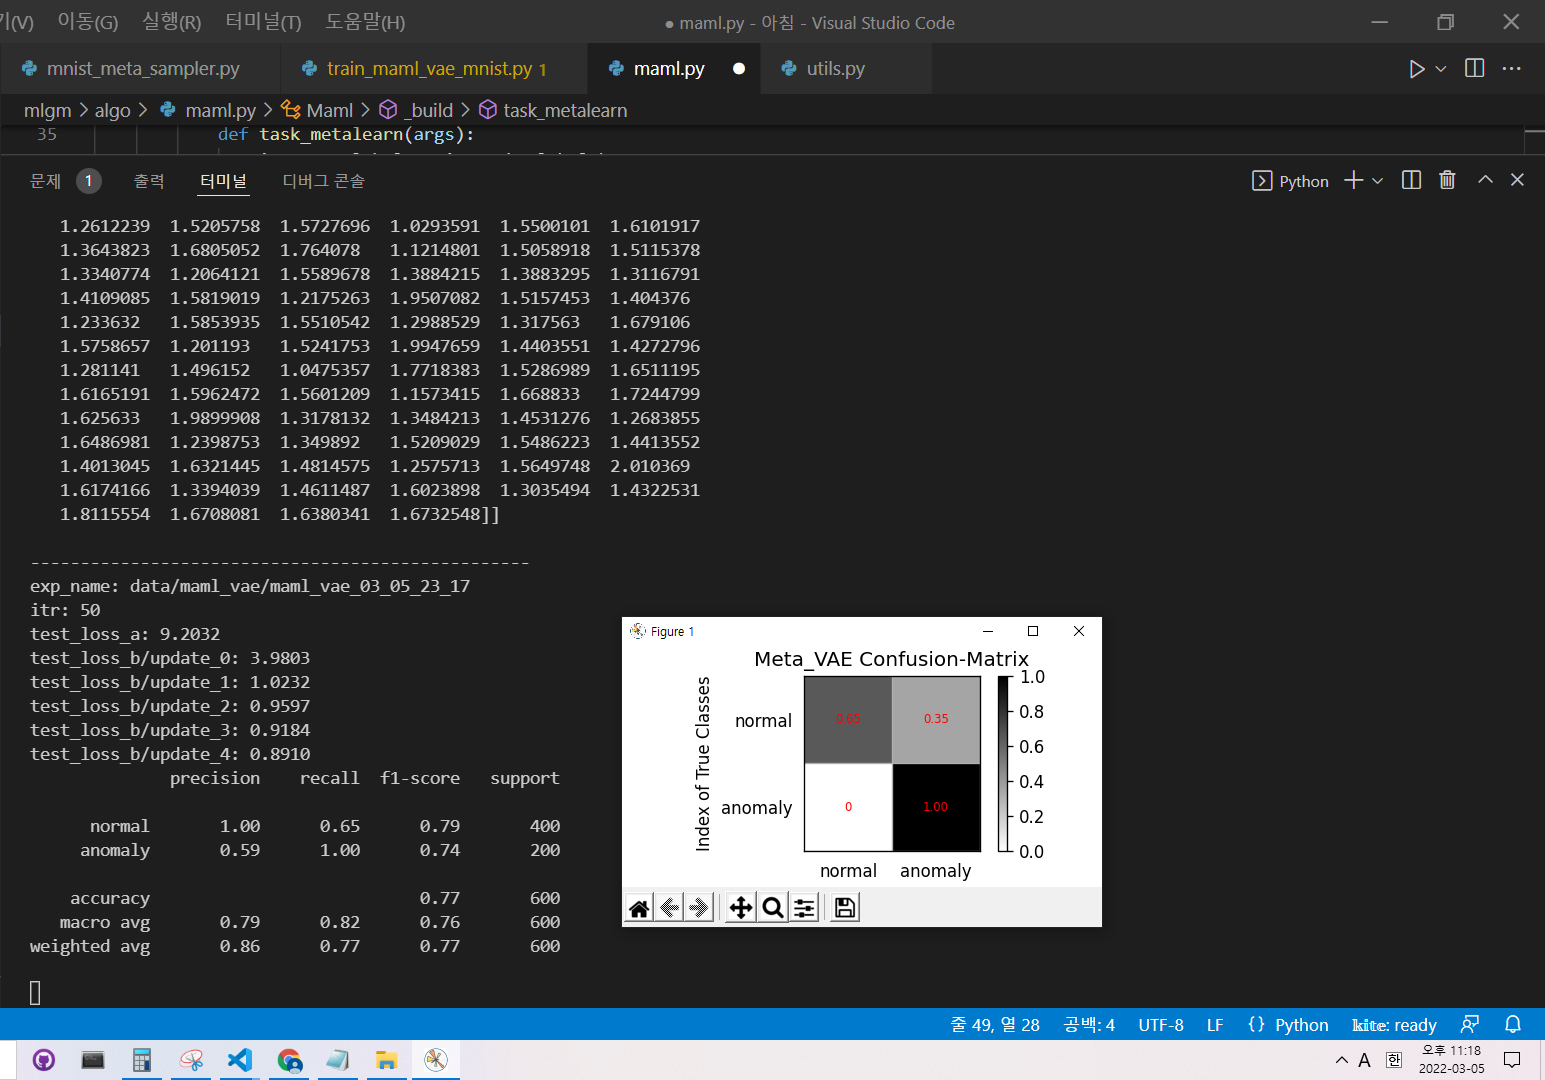 기(V) 이동(G) 실행(R) 터미널(T) 도움말(H) ● maml.py - 아침 - Visual Studio Code
mnist_meta_sampler.py train_maml_vae_mnist.py 1 maml.py ● utils.py
mlgm > algo > maml.py > Maml > _build > task_metalearn
35 def task_metalearn(args):
문제 1 출력 터미널 디버그 콘솔 Python
1.2612239 1.5205758 1.5727696 1.0293591 1.5500101 1.6101917
1.3643823 1.6805052 1.764078 1.1214801 1.5058918 1.5115378
1.3340774 1.2064121 1.5589678 1.3884215 1.3883295 1.3116791
1.4109085 1.5819019 1.2175263 1.9507082 1.5157453 1.404376
1.233632 1.5853935 1.5510542 1.2988529 1.317563 1.679106
1.5758657 1.201193 1.5241753 1.9947659 1.4403551 1.4272796
1.281141 1.496152 1.0475357 1.7718383 1.5286989 1.6511195
1.6165191 1.5962472 1.5601209 1.1573415 1.668833 1.7244799
1.625633 1.9899908 1.3178132 1.3484213 1.4531276 1.2683855
1.6486981 1.2398753 1.349892 1.5209029 1.5486223 1.4413552
1.4013045 1.6321445 1.4814575 1.2575713 1.5649748 2.010369
1.6174166 1.3394039 1.4611487 1.6023898 1.3035494 1.4322531
1.8115554 1.6708081 1.6380341 1.6732548]]
--------------------------------------------------
exp_name: data/maml_vae/maml_vae_03_05_23_17
itr: 50
test_loss_a: 9.2032
test_loss_b/update_0: 3.9803
test_loss_b/update_1: 1.0232
test_loss_b/update_2: 0.9597
test_loss_b/update_3: 0.9184
test_loss_b/update_4: 0.8910
precision recall f1-score support
normal 1.00 0.65 0.79 400
anomaly 0.59 1.00 0.74 200
accuracy 0.77 600
macro avg 0.79 0.82 0.76 600
weighted avg 0.86 0.77 0.77 600
Figure 1
Meta_VAE Confusion-Matrix
Index of True Classes
normal 0.65 0.35
anomaly 0 1.00
normal anomaly
1.0
0.8
0.6
0.4
0.2
0.0
줄 49, 열 28 공백: 4 UTF-8 LF {} Python kite: ready
A 한 오후 11:18
2022-03-05